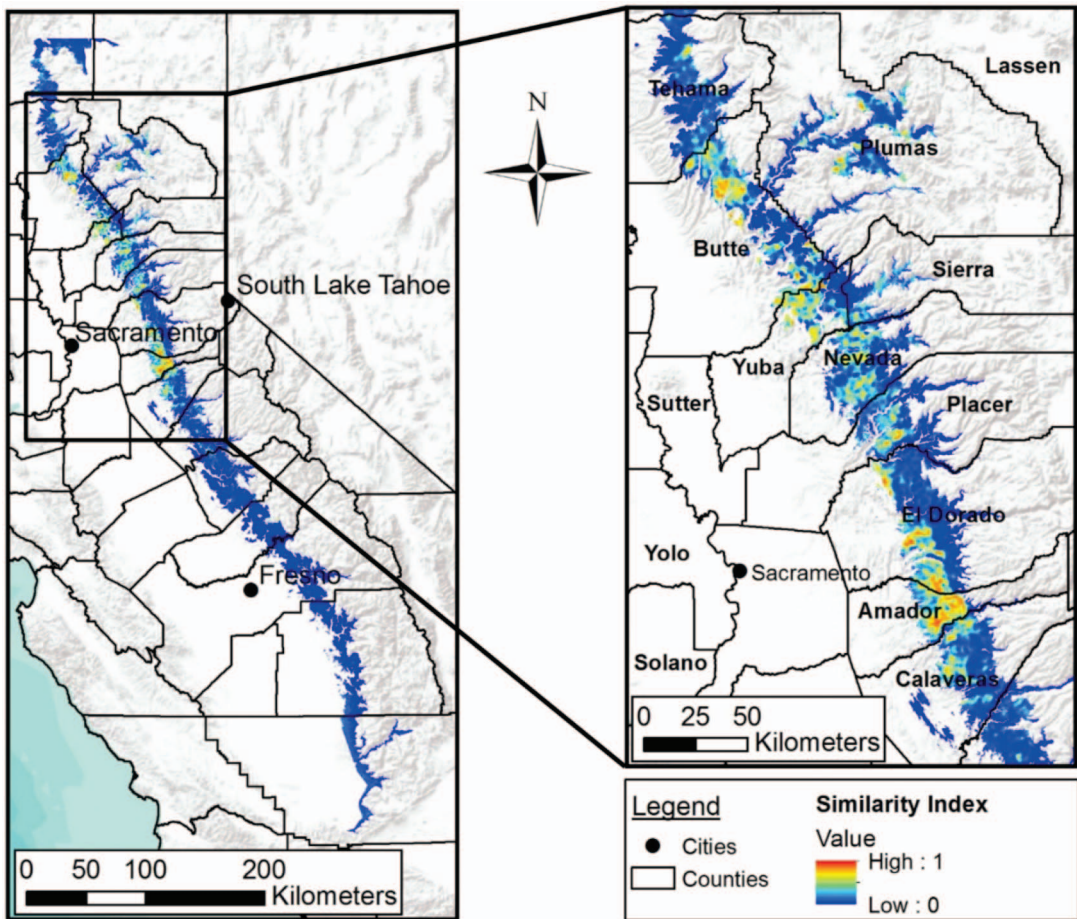 South Lake Tahoe
Sacramento
Fresno
0 50 100 200
Kilometers
N
Lassen
Tehama
Plumas
Butte
Sierra
Yuba
Nevada
Sutter
Placer
El Dorado
Yolo
Sacramento
Amador
Solano
Calaveras
0 25 50
Kilometers
Legend
Cities
Counties
Similarity Index
Value
High : 1
Low : 0